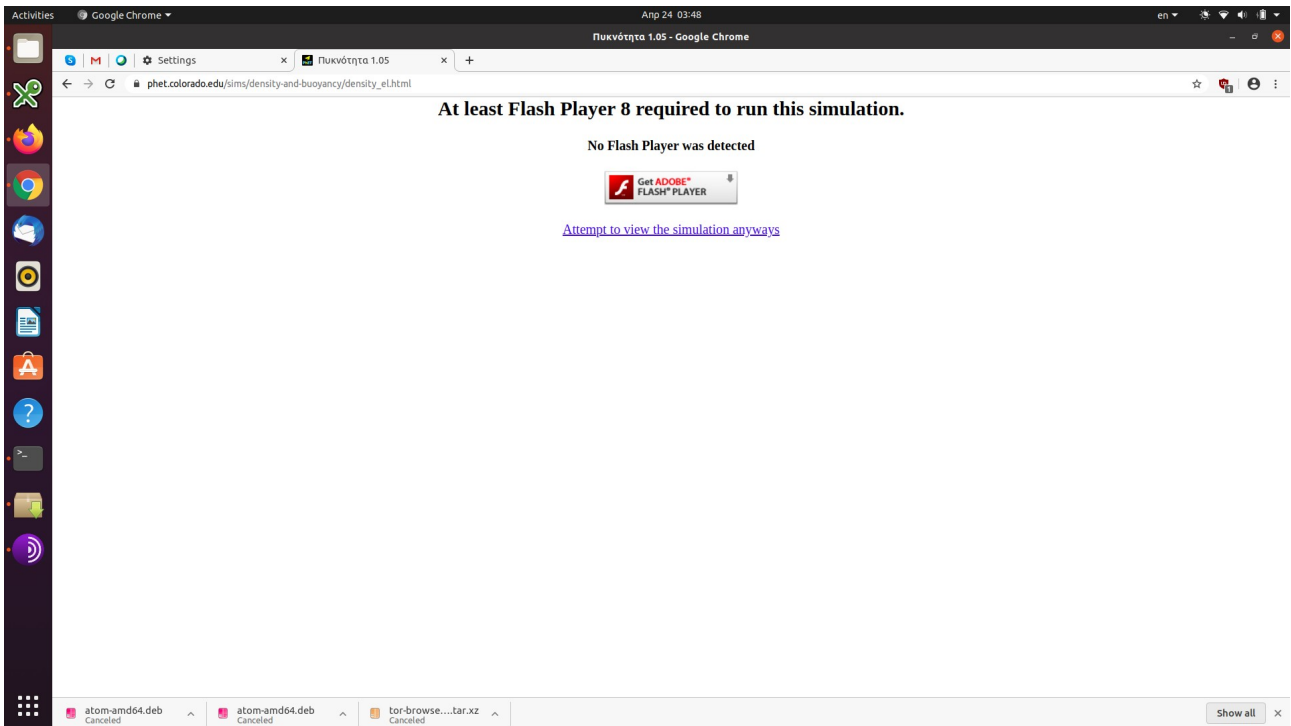 Activities
Google Chrome
Απρ 24 03:48
en
Πυκνότητα 1.05 - Google Chrome
Settings
Πυκνότητα 1.05
phet.colorado.edu/sims/density-and-buoyancy/density_el.html
At least Flash Player 8 required to run this simulation.
No Flash Player was detected
Get ADOBE®
FLASH® PLAYER
Attempt to view the simulation anyways
atom-amd64.deb
Canceled
atom-amd64.deb
Canceled
tor-browse....tar.xz
Canceled
Show all